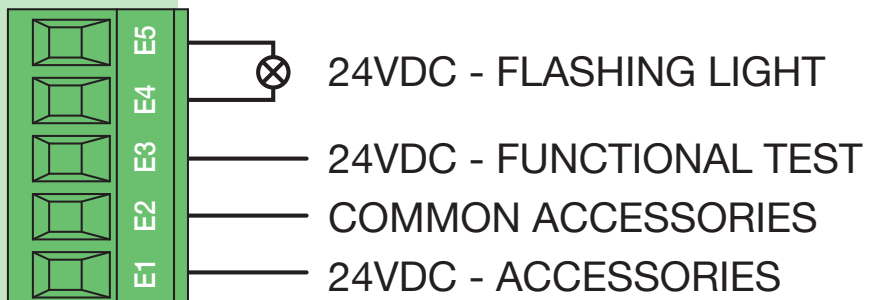 E5
E4
24VDC - FLASHING LIGHT
E3
24VDC - FUNCTIONAL TEST
E2
COMMON ACCESSORIES
E1
24VDC - ACCESSORIES